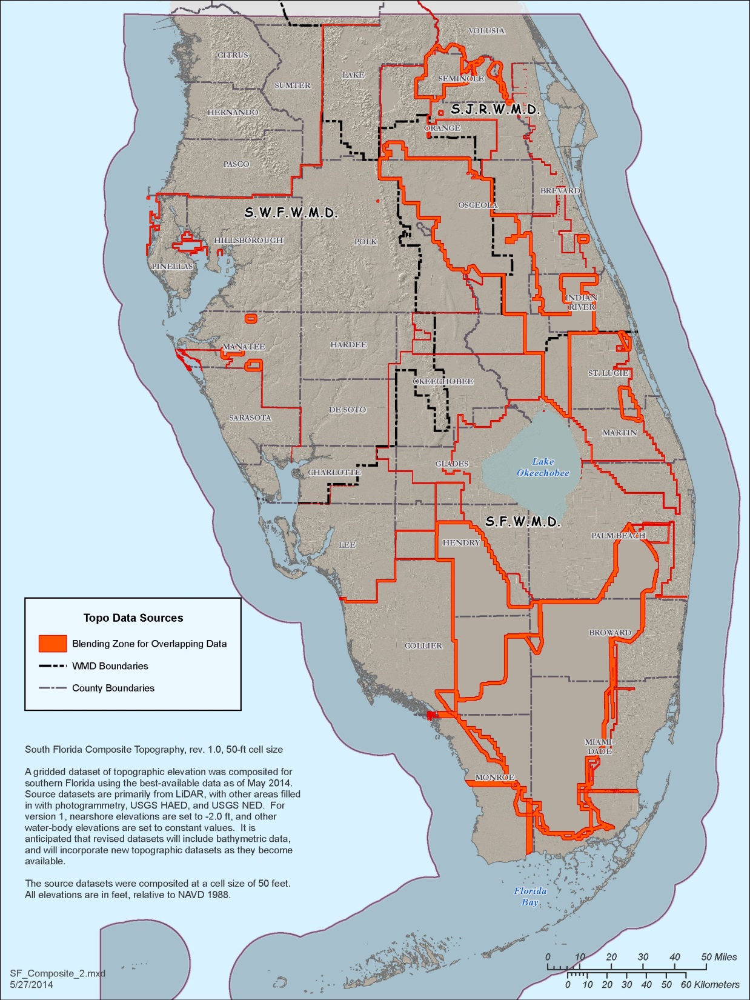 VOLUSIA
CITRUS
LAKE
SEMINOLE
SUMTER
S.J.R.W.M.D.
HERNANDO
ORANGE
PASCO
BREVARD
OSCEOLA
S.W.F.W.M.D.
HILLSBOROUGH
POLK
PINELLAS
INDIAN
RIVER
MANATEE
HARDEE
ST. LUCIE
OKEECHOBEE
DE SOTO
SARASOTA
MARTIN
GLADES
Lake
Okeechobee
CHARLOTTE
S.F.W.M.D.
PALM BEACH
HENDRY
LEE
BROWARD
COLLIER
MIAMI-
DADE
MONROE
Florida
Bay
Topo Data Sources
Blending Zone for Overlapping Data
WMD Boundaries
County Boundaries
South Florida Composite Topography, rev. 1.0, 50-ft cell size
A gridded dataset of topographic elevation was composited for
southern Florida using the best-available data as of May 2014.
Source datasets are primarily from LiDAR, with other areas filled
in with photogrammetry, USGS HAED, and USGS NED.  For
version 1, nearshore elevations are set to -2.0 ft, and other
water-body elevations are set to constant values.  It is
anticipated that revised datasets will include bathymetric data,
and will incorporate new topographic datasets as they become
available.
The source datasets were composited at a cell size of 50 feet.
All elevations are in feet, relative to NAVD 1988.
SF_Composite_2.mxd
5/27/2014
0 10 20 30 40 50 Miles
0 10 20 30 40 50 60 Kilometers